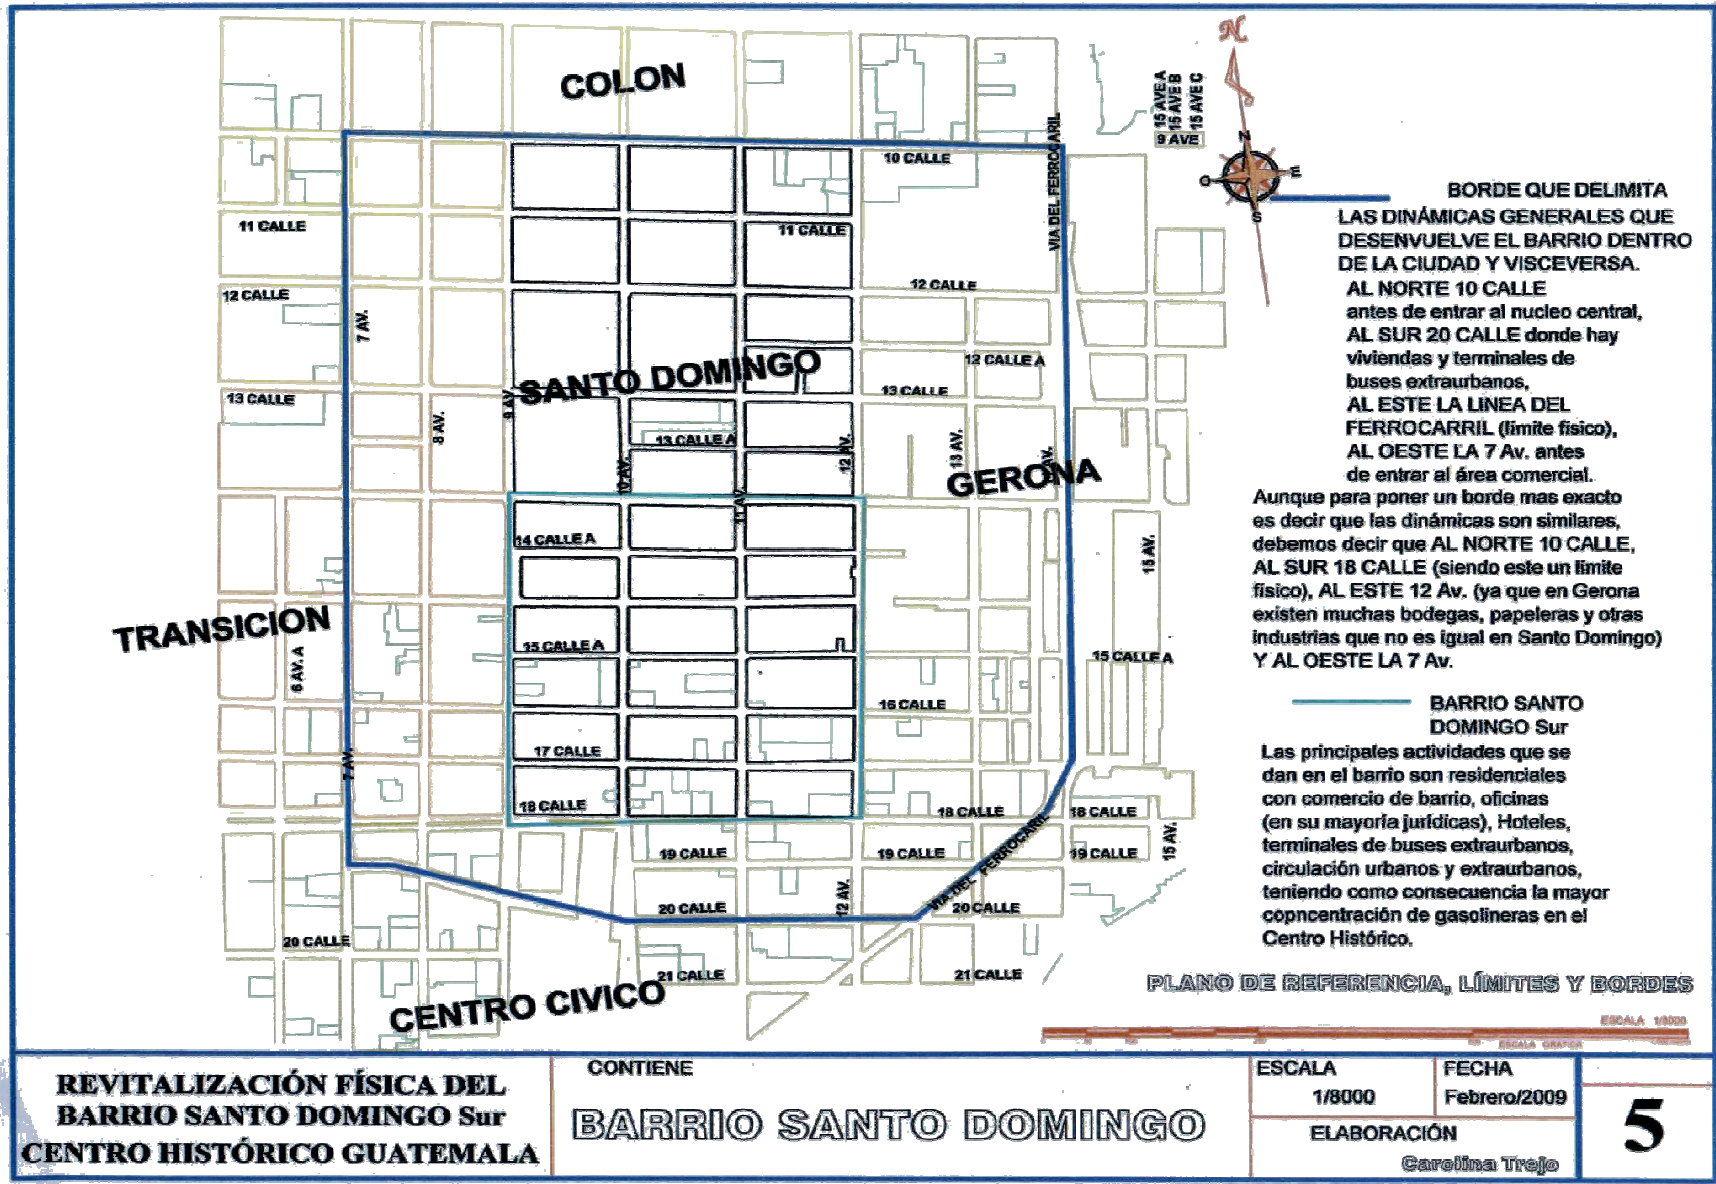 COLON
N
15 AVE A
15 AVE B
15 AVE C
9 AVE
N
E
O
S
10 CALLE
VIA DEL FERROCARIL
11 CALLE
11 CALLE
12 CALLE
12 CALLE
7 AV.
SANTO DOMINGO
12 CALLE A
13 CALLE
13 CALLE
9 AV.
8 AV.
13 CALLE A
10 AV.
11 AV.
12 AV.
13 AV.
GERONA
14 CALLE A
15 AV.
TRANSICION
6 AV. A
15 CALLE A
15 CALLE A
16 CALLE
17 CALLE
7 AV.
18 CALLE
18 CALLE
18 CALLE
VIA DEL FERROCARIL
19 CALLE
19 CALLE
19 CALLE
15 AV.
12 AV.
20 CALLE
20 CALLE
20 CALLE
21 CALLE
21 CALLE
CENTRO CIVICO
BORDE QUE DELIMITA
LAS DINÁMICAS GENERALES QUE
DESENVUELVE EL BARRIO DENTRO
DE LA CIUDAD Y VISCEVERSA.
AL NORTE 10 CALLE
antes de entrar al nucleo central,
AL SUR 20 CALLE donde hay
viviendas y terminales de
buses extraurbanos,
AL ESTE LA LINEA DEL
FERROCARRIL (límite físico),
AL OESTE LA 7 Av. antes
de entrar al área comercial.
Aunque para poner un borde mas exacto
es decir que las dinámicas son similares,
debemos decir que AL NORTE 10 CALLE,
AL SUR 18 CALLE (siendo este un límite
físico), AL ESTE 12 Av. (ya que en Gerona
existen muchas bodegas, papeleras y otras
industrias que no es igual en Santo Domingo)
Y AL OESTE LA 7 Av.
BARRIO SANTO
DOMINGO Sur
Las principales actividades que se
dan en el barrio son residenciales
con comercio de barrio, oficinas
(en su mayoría jurídicas), Hoteles,
terminales de buses extraurbanos,
circulación urbanos y extraurbanos,
teniendo como consecuencia la mayor
copncentración de gasolineras en el
Centro Histórico.
PLANO DE REFERENCIA, LÍMITES Y BORDES
ESCALA 1/8000
ESCALA GRAFICA
REVITALIZACIÓN FÍSICA DEL
BARRIO SANTO DOMINGO Sur
CENTRO HISTÓRICO GUATEMALA
CONTIENE
BARRIO SANTO DOMINGO
ESCALA
1/8000
FECHA
Febrero/2009
ELABORACIÓN
Carolina Trejo
5